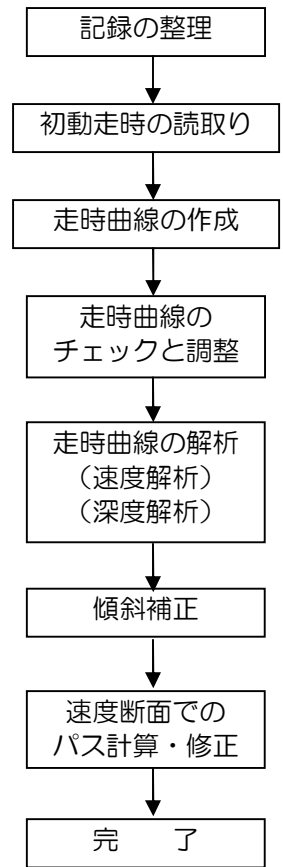 記録の整理
初動走時の読取り
走時曲線の作成
走時曲線の
チェックと調整
走時曲線の解析
（速度解析）
（深度解析）
傾斜補正
速度断面での
パス計算・修正
完　　了